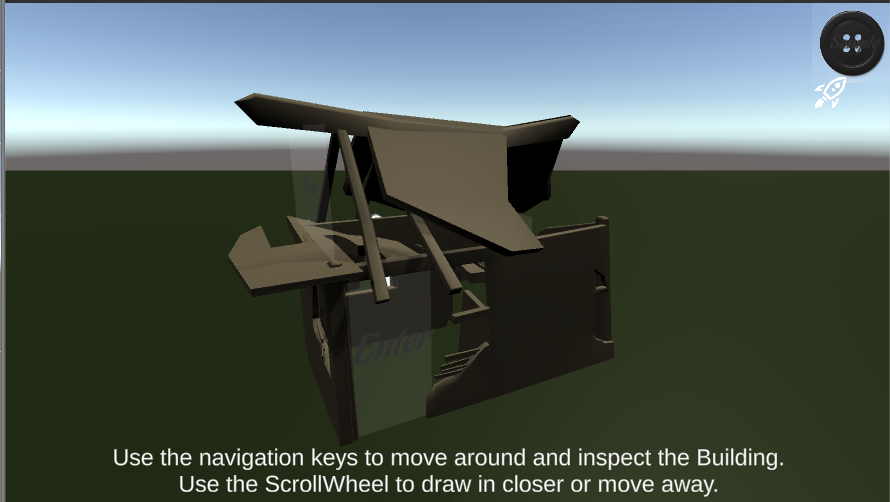 Enter
Use the navigation keys to move around and inspect the Building.
Use the ScrollWheel to draw in closer or move away.